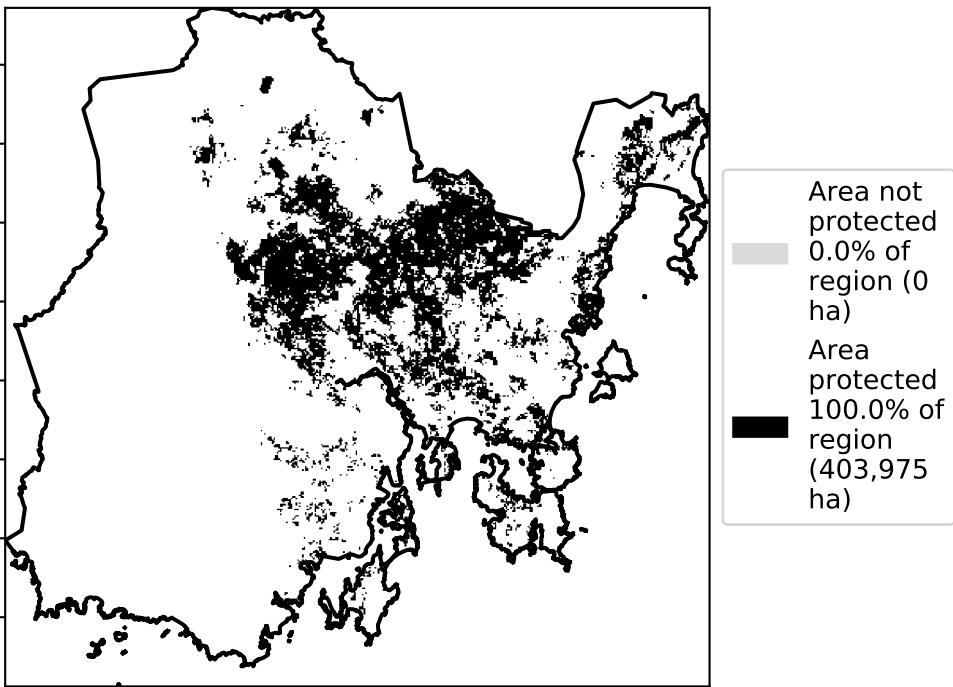 Area not
protected
0.0% of
region (0
ha)
Area
protected
100.0% of
region
(403,975
ha)